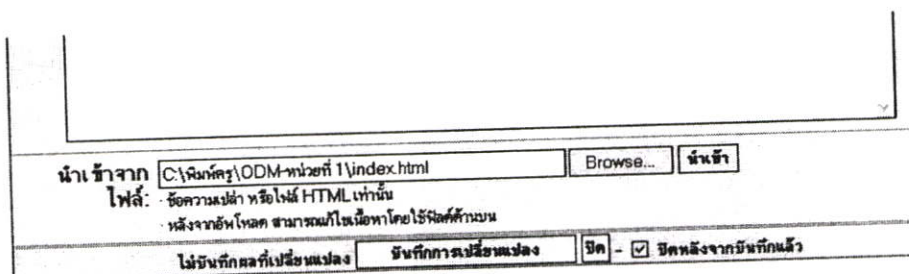 นำเข้าจาก C:\พิมพ์ครู\ODM-หน่วยที่ 1\index.html Browse... นำเข้า
ไฟล์: · ข้อความเปล่า หรือไฟล์ HTML เท่านั้น
· หลังจากอัพโหลด สามารถแก้ไขเนื้อหาโดยใช้ฟิลด์ด้านบน
ไม่บันทึกผลที่เปลี่ยนแปลง บันทึกการเปลี่ยนแปลง ปิด - ปิดหลังจากบันทึกแล้ว